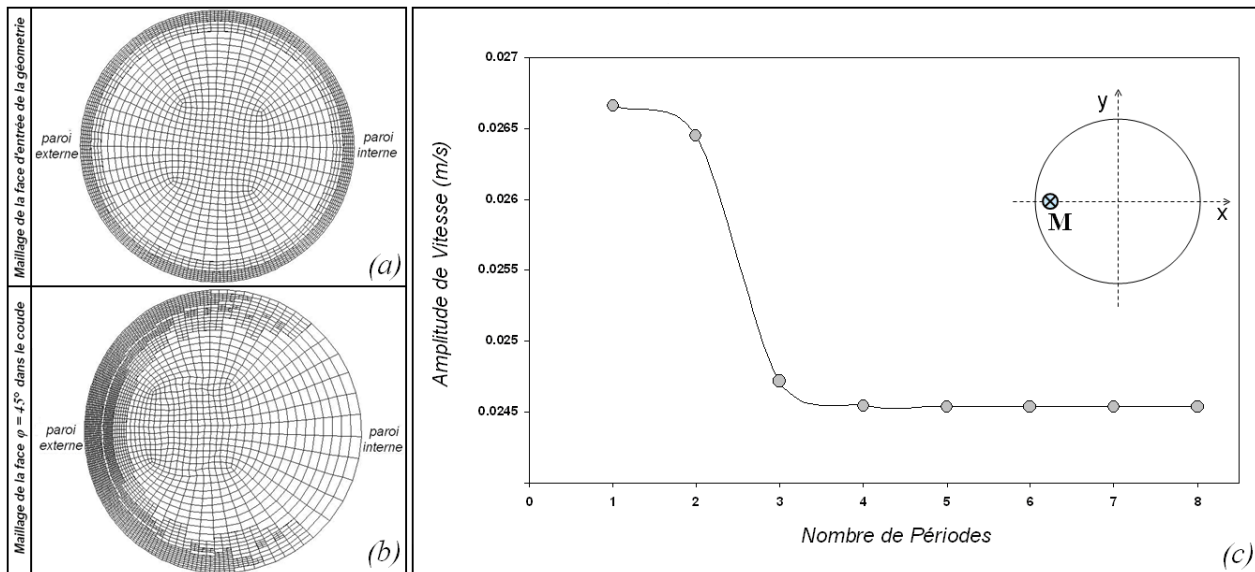 Maillage de la face d'entrée de la géometrie
paroi
externe
paroi
interne
(a)
Maillage de la face φ = 45° dans le coude
paroi
externe
paroi
interne
(b)
Amplitude de Vitesse (m/s)
0.027
0.0265
0.026
0.0255
0.025
0.0245
0 1 2 3 4 5 6 7 8
Nombre de Périodes
y
x
M
(c)